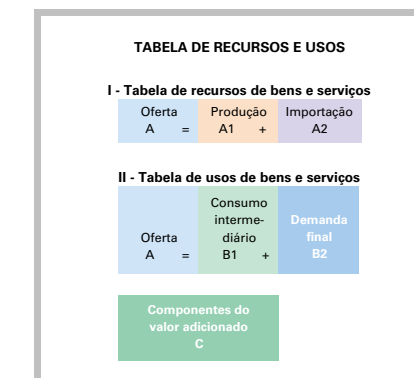 TABELA DE RECURSOS E USOS
I - Tabela de recursos de bens e serviços
Oferta Produção Importação
A = A1 + A2
II - Tabela de usos de bens e serviços
Consumo
interme- Demanda
Oferta diário final
A = B1 + B2
Componentes do
valor adicionado
C